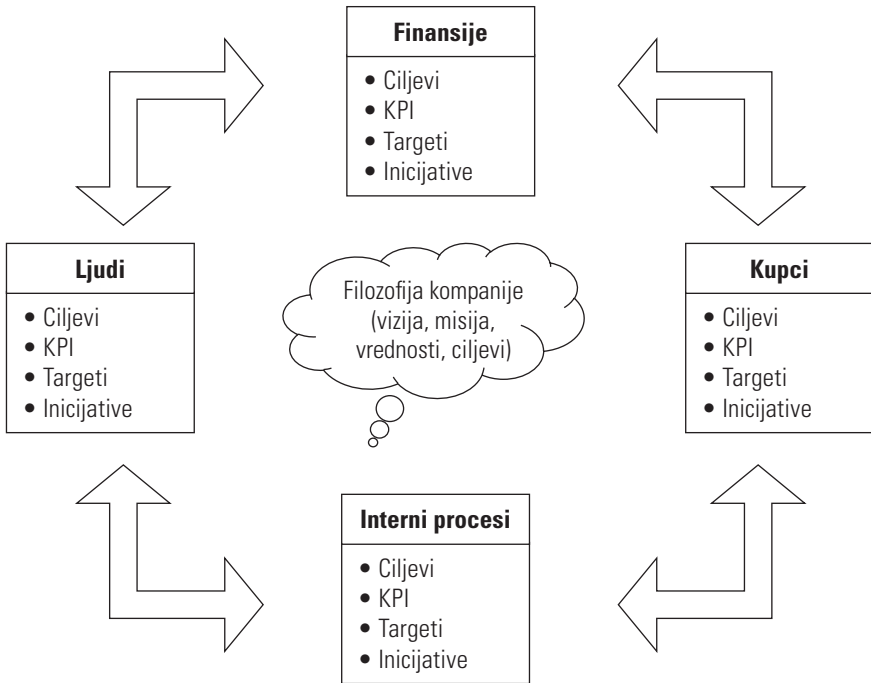 Finansije
• Ciljevi
• KPI
• Targeti
• Inicijative
Ljudi
• Ciljevi
• KPI
• Targeti
• Inicijative
Filozofija kompanije
(vizija, misija,
vrednosti, ciljevi)
Kupci
• Ciljevi
• KPI
• Targeti
• Inicijative
Interni procesi
• Ciljevi
• KPI
• Targeti
• Inicijative